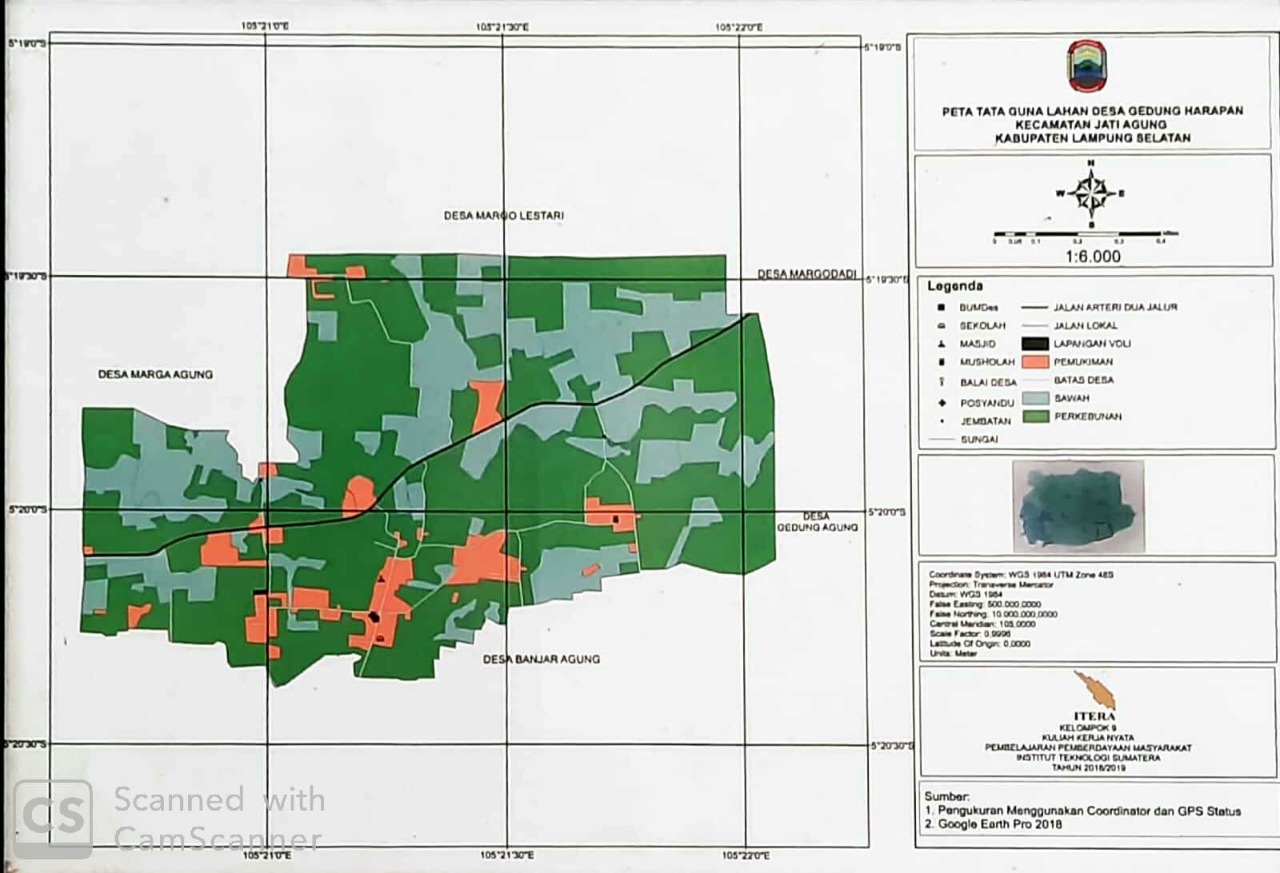 105°21'0"E 105°21'30"E 105°22'0"E
5°19'0"S 5°19'0"S
DESA MARGO LESTARI
5°19'30"S DESA MARGODADI 5°19'30"S
DESA MARGA AGUNG
5°20'0"S 5°20'0"S
DESA
GEDUNG AGUNG
DESA BANJAR AGUNG
5°20'30"S 5°20'30"S
105°21'0"E 105°21'30"E 105°22'0"E
CS Scanned with
CamScanner
PETA TATA GUNA LAHAN DESA GEDUNG HARAPAN
KECAMATAN JATI AGUNG
KABUPATEN LAMPUNG SELATAN
N
W E
S
0 0,05 0,1 0,2 0,3 0,4
1:6.000
Legenda
BUMDes JALAN ARTERI DUA JALUR
SEKOLAH JALAN LOKAL
MASJID LAPANGAN VOLI
MUSHOLAH PEMUKIMAN
BALAI DESA BATAS DESA
POSYANDU SAWAH
JEMBATAN PERKEBUNAN
SUNGAI
Coordinate System: WGS 1984 UTM Zone 48S
Projection: Transverse Mercator
Datum: WGS 1984
False Easting: 500.000,0000
False Northing: 10.000.000,0000
Central Meridian: 105,0000
Scale Factor: 0,9996
Latitude Of Origin: 0,0000
Units: Meter
ITERA
KELOMPOK 9
KULIAH KERJA NYATA
PEMBELAJARAN PEMBERDAYAAN MASYARAKAT
INSTITUT TEKNOLOGI SUMATERA
TAHUN 2018/2019
Sumber:
1. Pengukuran Menggunakan Coordinator dan GPS Status
2. Google Earth Pro 2018